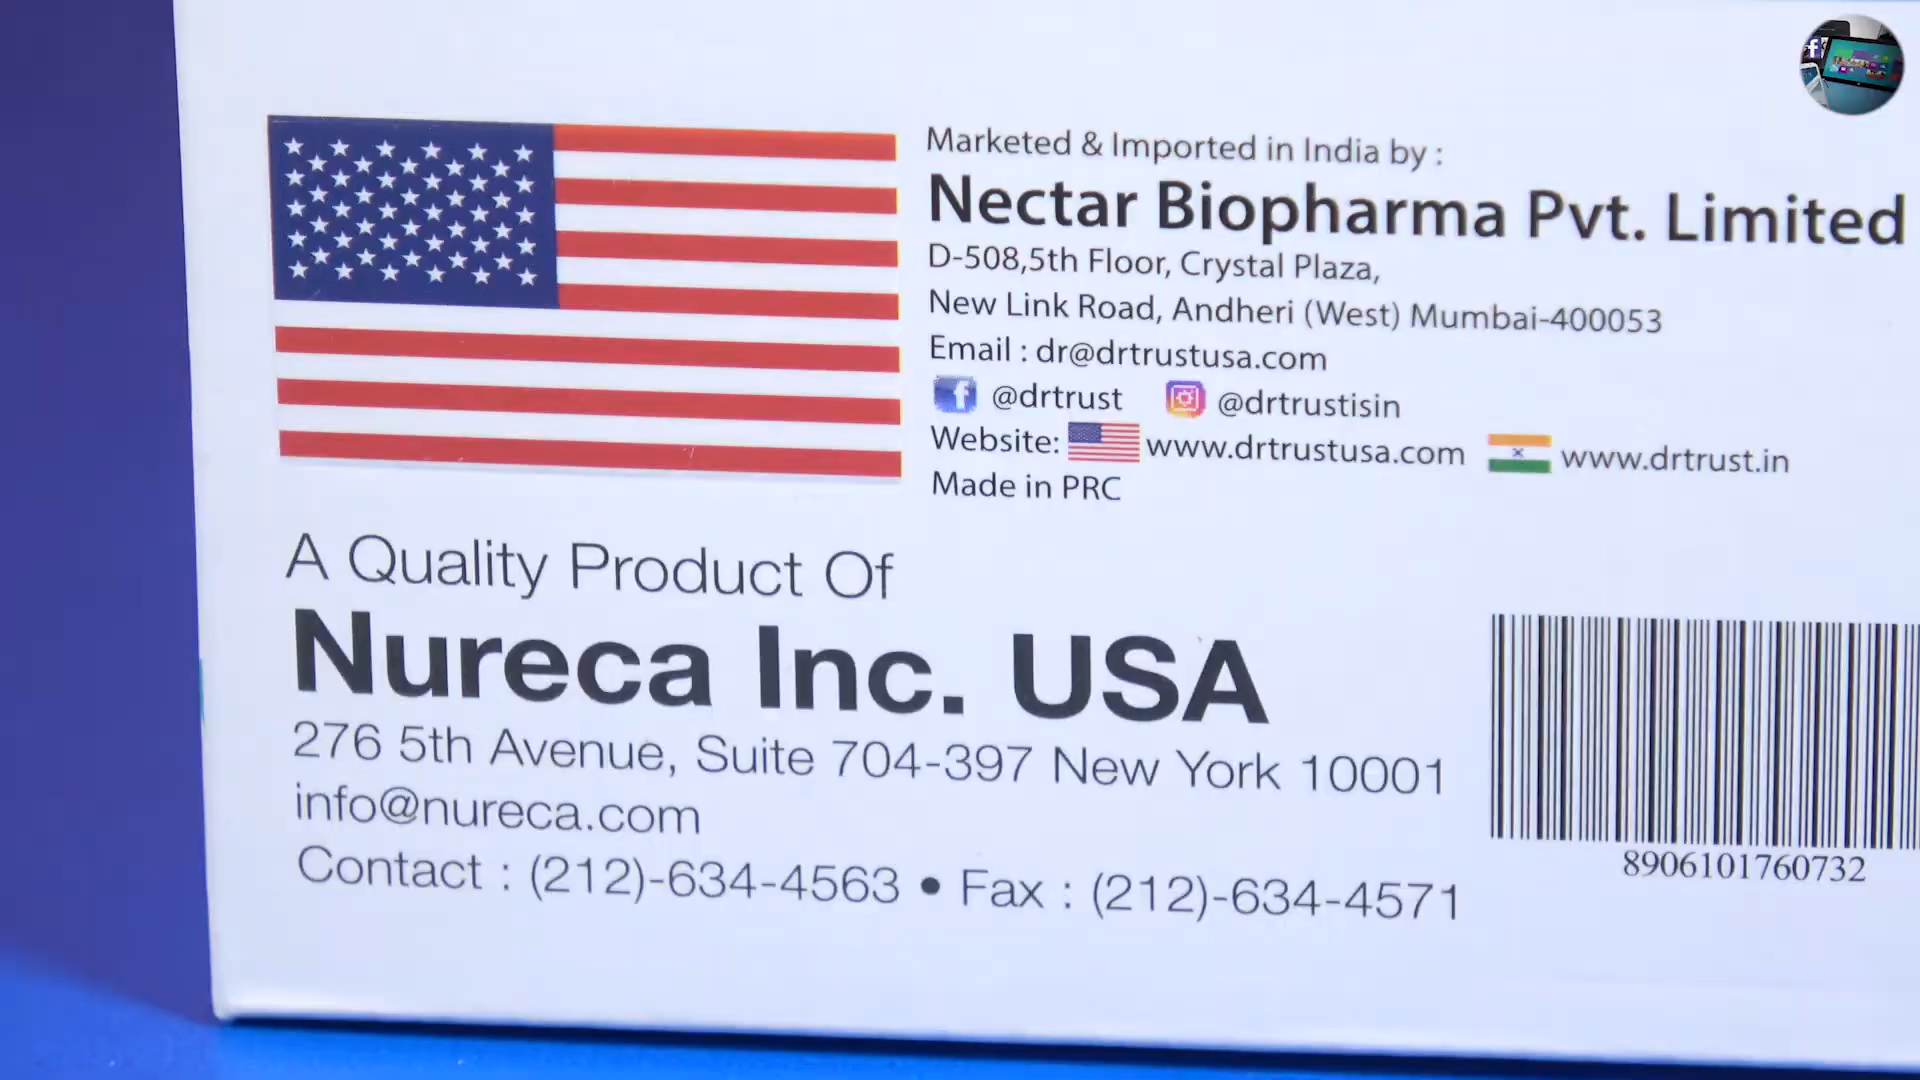 Marketed & Imported in India by :
Nectar Biopharma Pvt. Limited
D-508,5th Floor, Crystal Plaza,
New Link Road, Andheri (West) Mumbai-400053
Email : dr@drtrustusa.com
f @drtrust @drtrustisin
Website: www.drtrustusa.com www.drtrust.in
Made in PRC
A Quality Product Of
Nureca Inc. USA
276 5th Avenue, Suite 704-397 New York 10001
info@nureca.com
Contact : (212)-634-4563 • Fax : (212)-634-4571
8906101760732